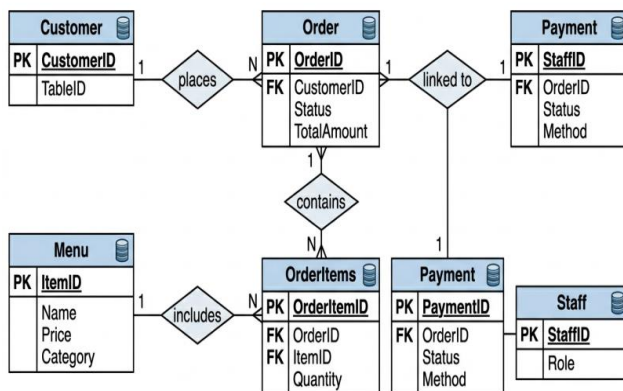 Customer
PK CustomerID
TableID
1
places
N
Order
PK OrderID
FK CustomerID
Status
TotalAmount
1
linked to
1
Payment
PK StaffID
FK OrderID
Status
Method
1
contains
N
1
Menu
PK ItemID
Name
Price
Category
1
includes
N
OrderItems
PK OrderItemID
FK OrderID
FK ItemID
Quantity
Payment
PK PaymentID
FK OrderID
Status
Method
Staff
PK StaffID
Role